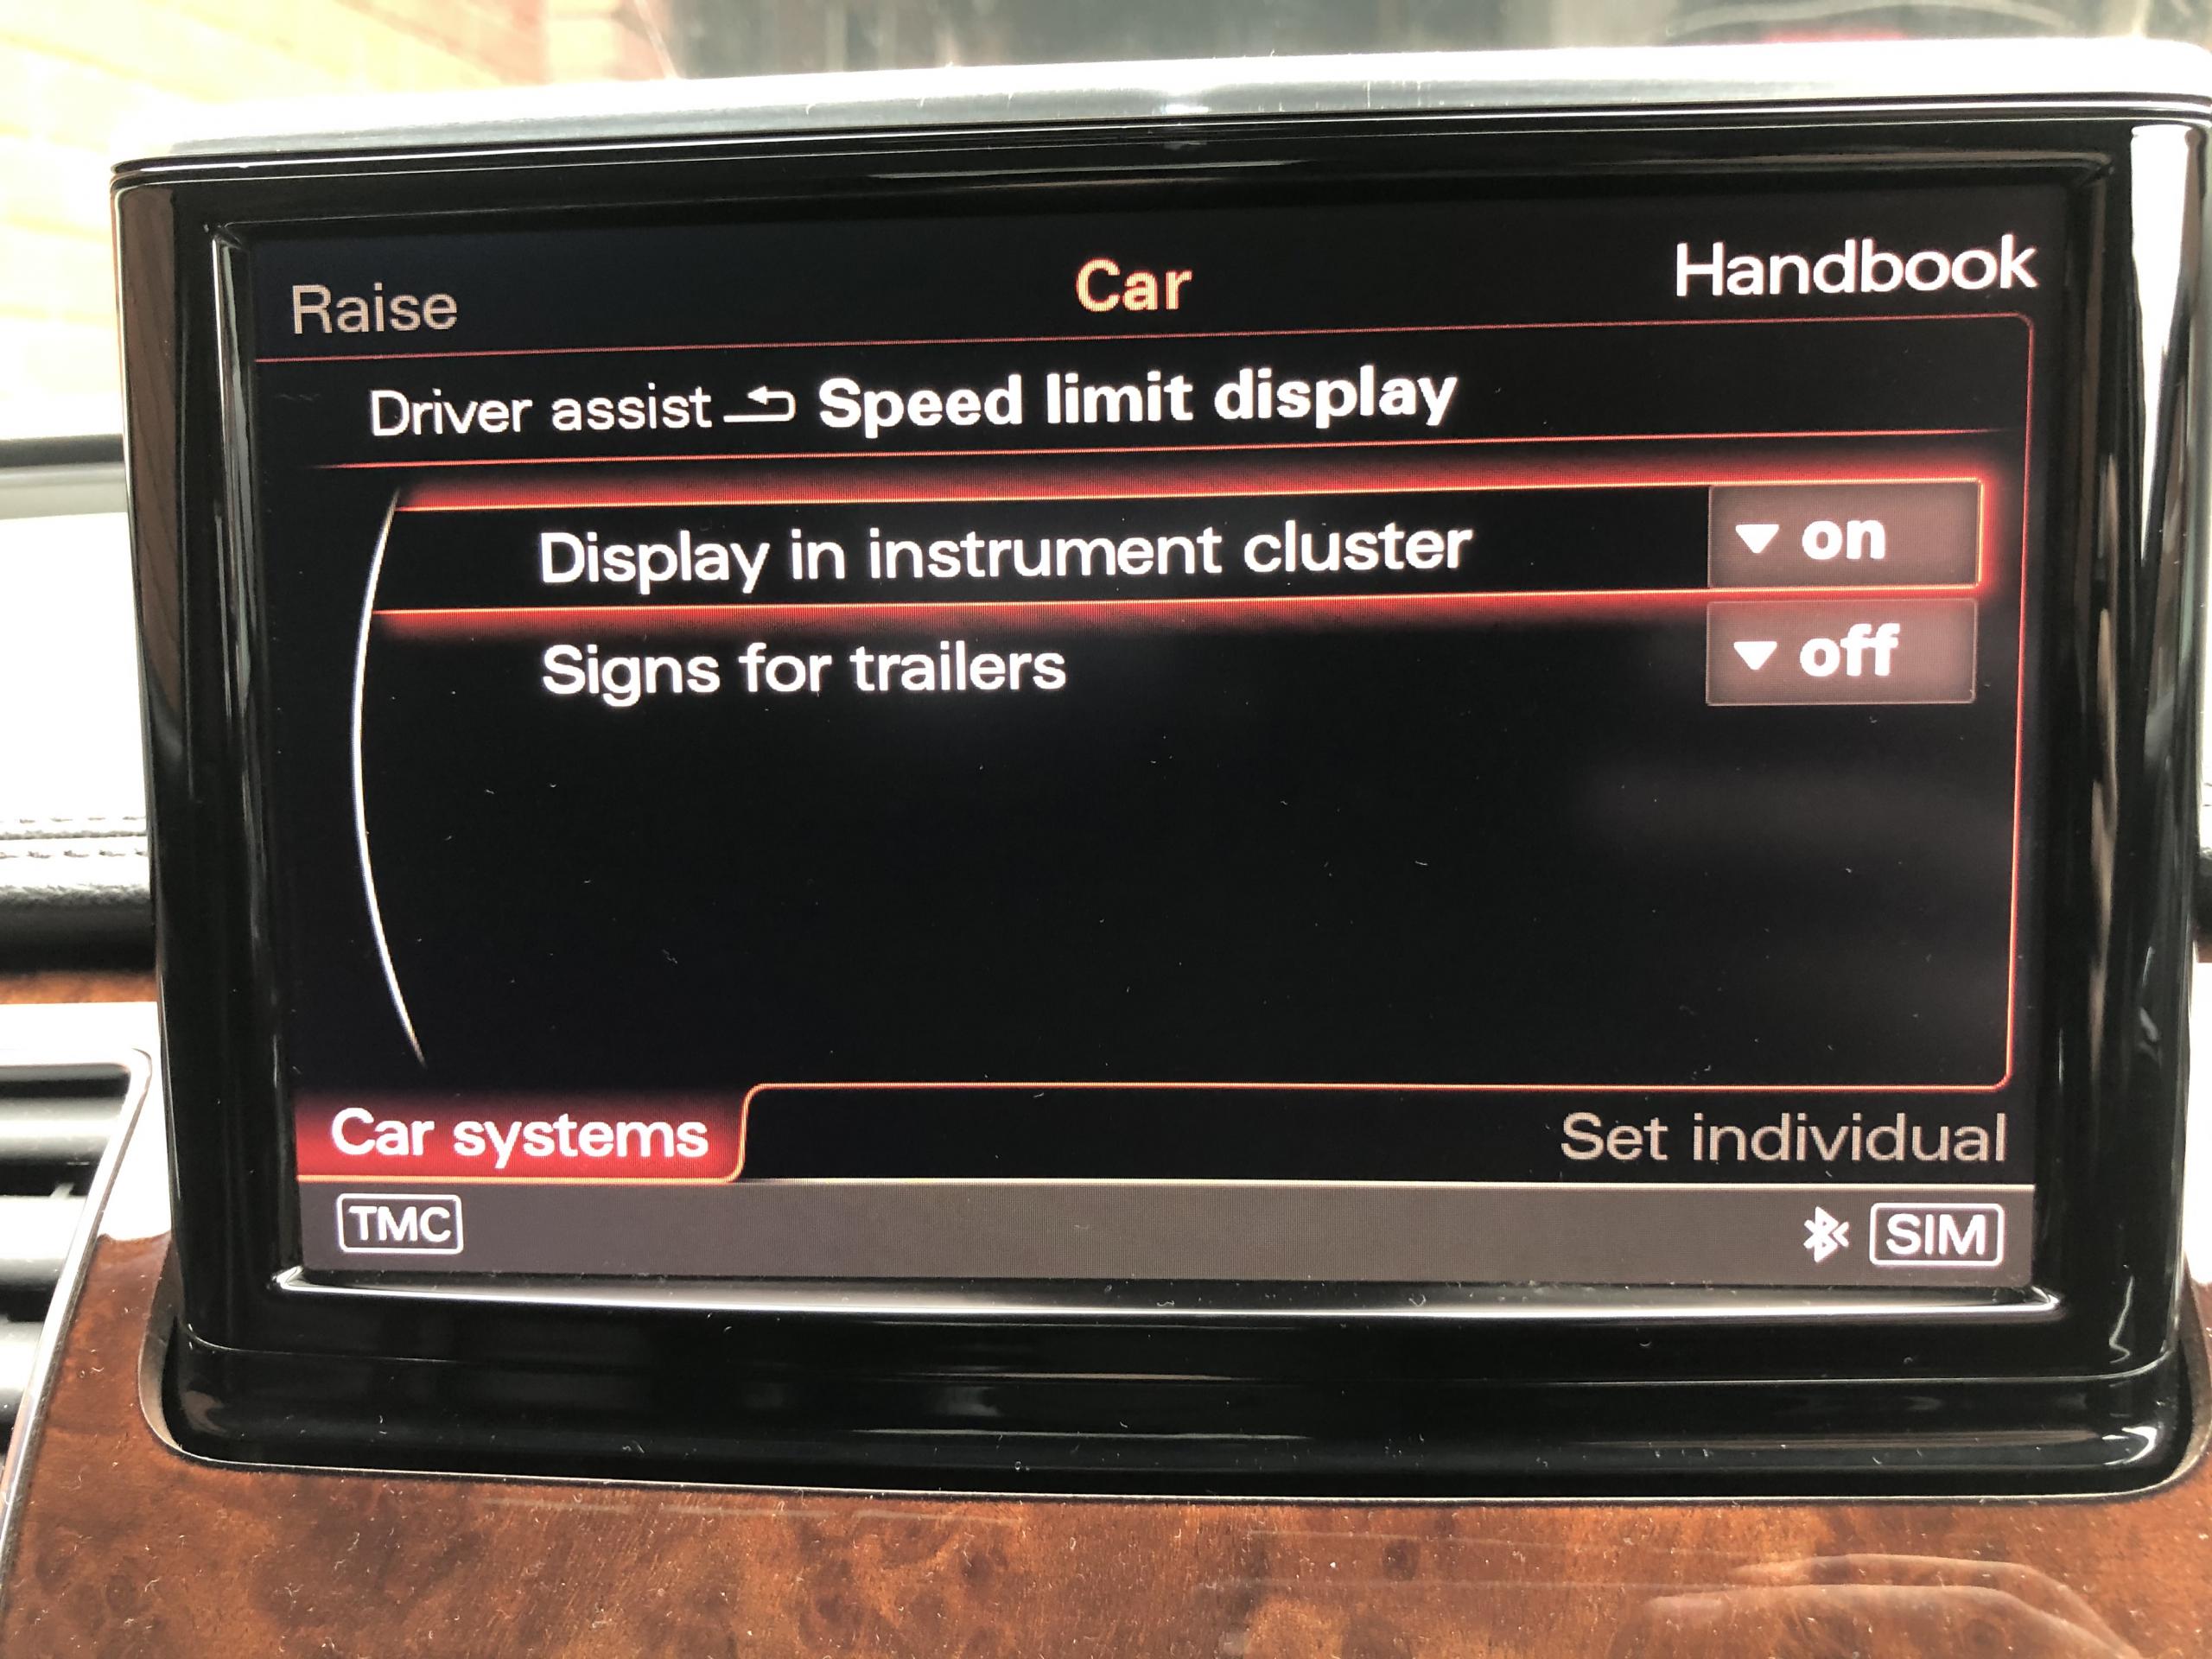 Raise Car Handbook
Driver assist Speed limit display
Display in instrument cluster on
Signs for trailers off
Car systems Set individual
TMC SIM